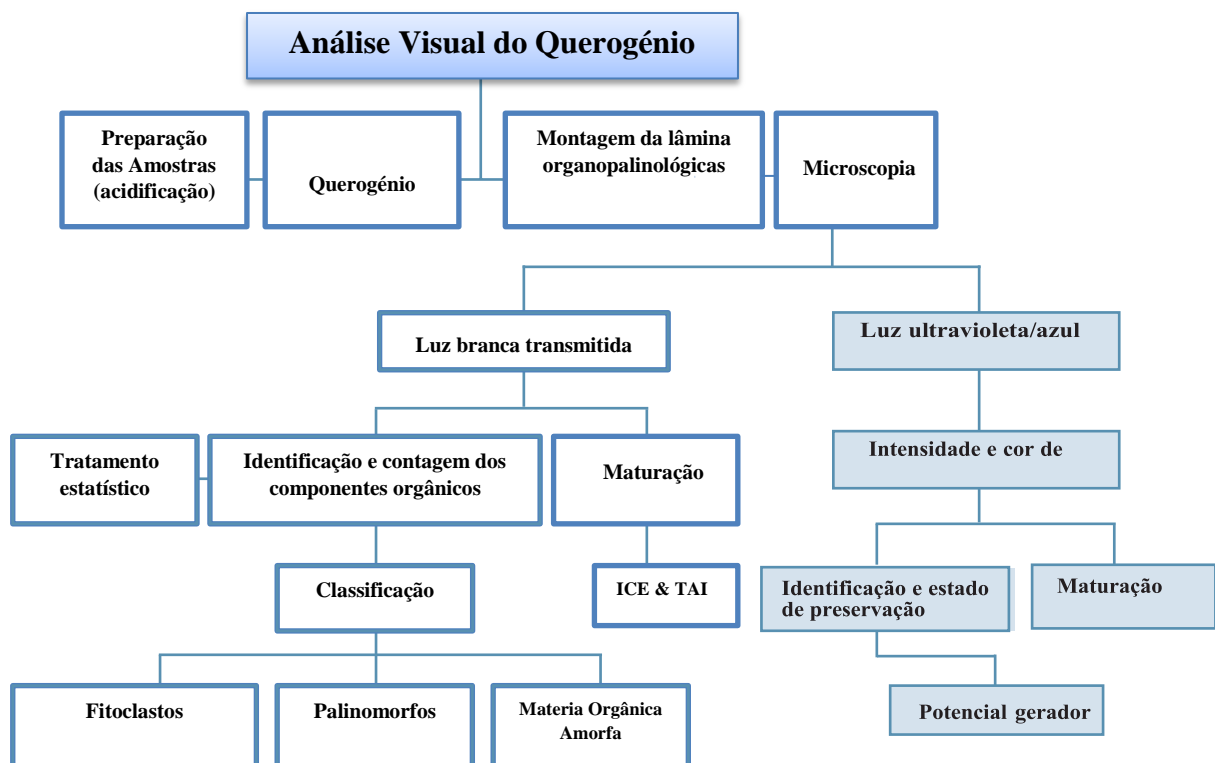 Análise Visual do Querogénio
Preparação
das Amostras
(acidificação)
Querogénio
Montagem da lâmina
organopalinológicas
Microscopia
Luz branca transmitida
Luz ultravioleta/azul
Tratamento
estatístico
Identificação e contagem dos
componentes orgânicos
Maturação
Intensidade e cor de
Classificação
ICE & TAI
Identificação e estado
de preservação
Maturação
Fitoclastos
Palinomorfos
Materia Orgânica
Amorfa
Potencial gerador